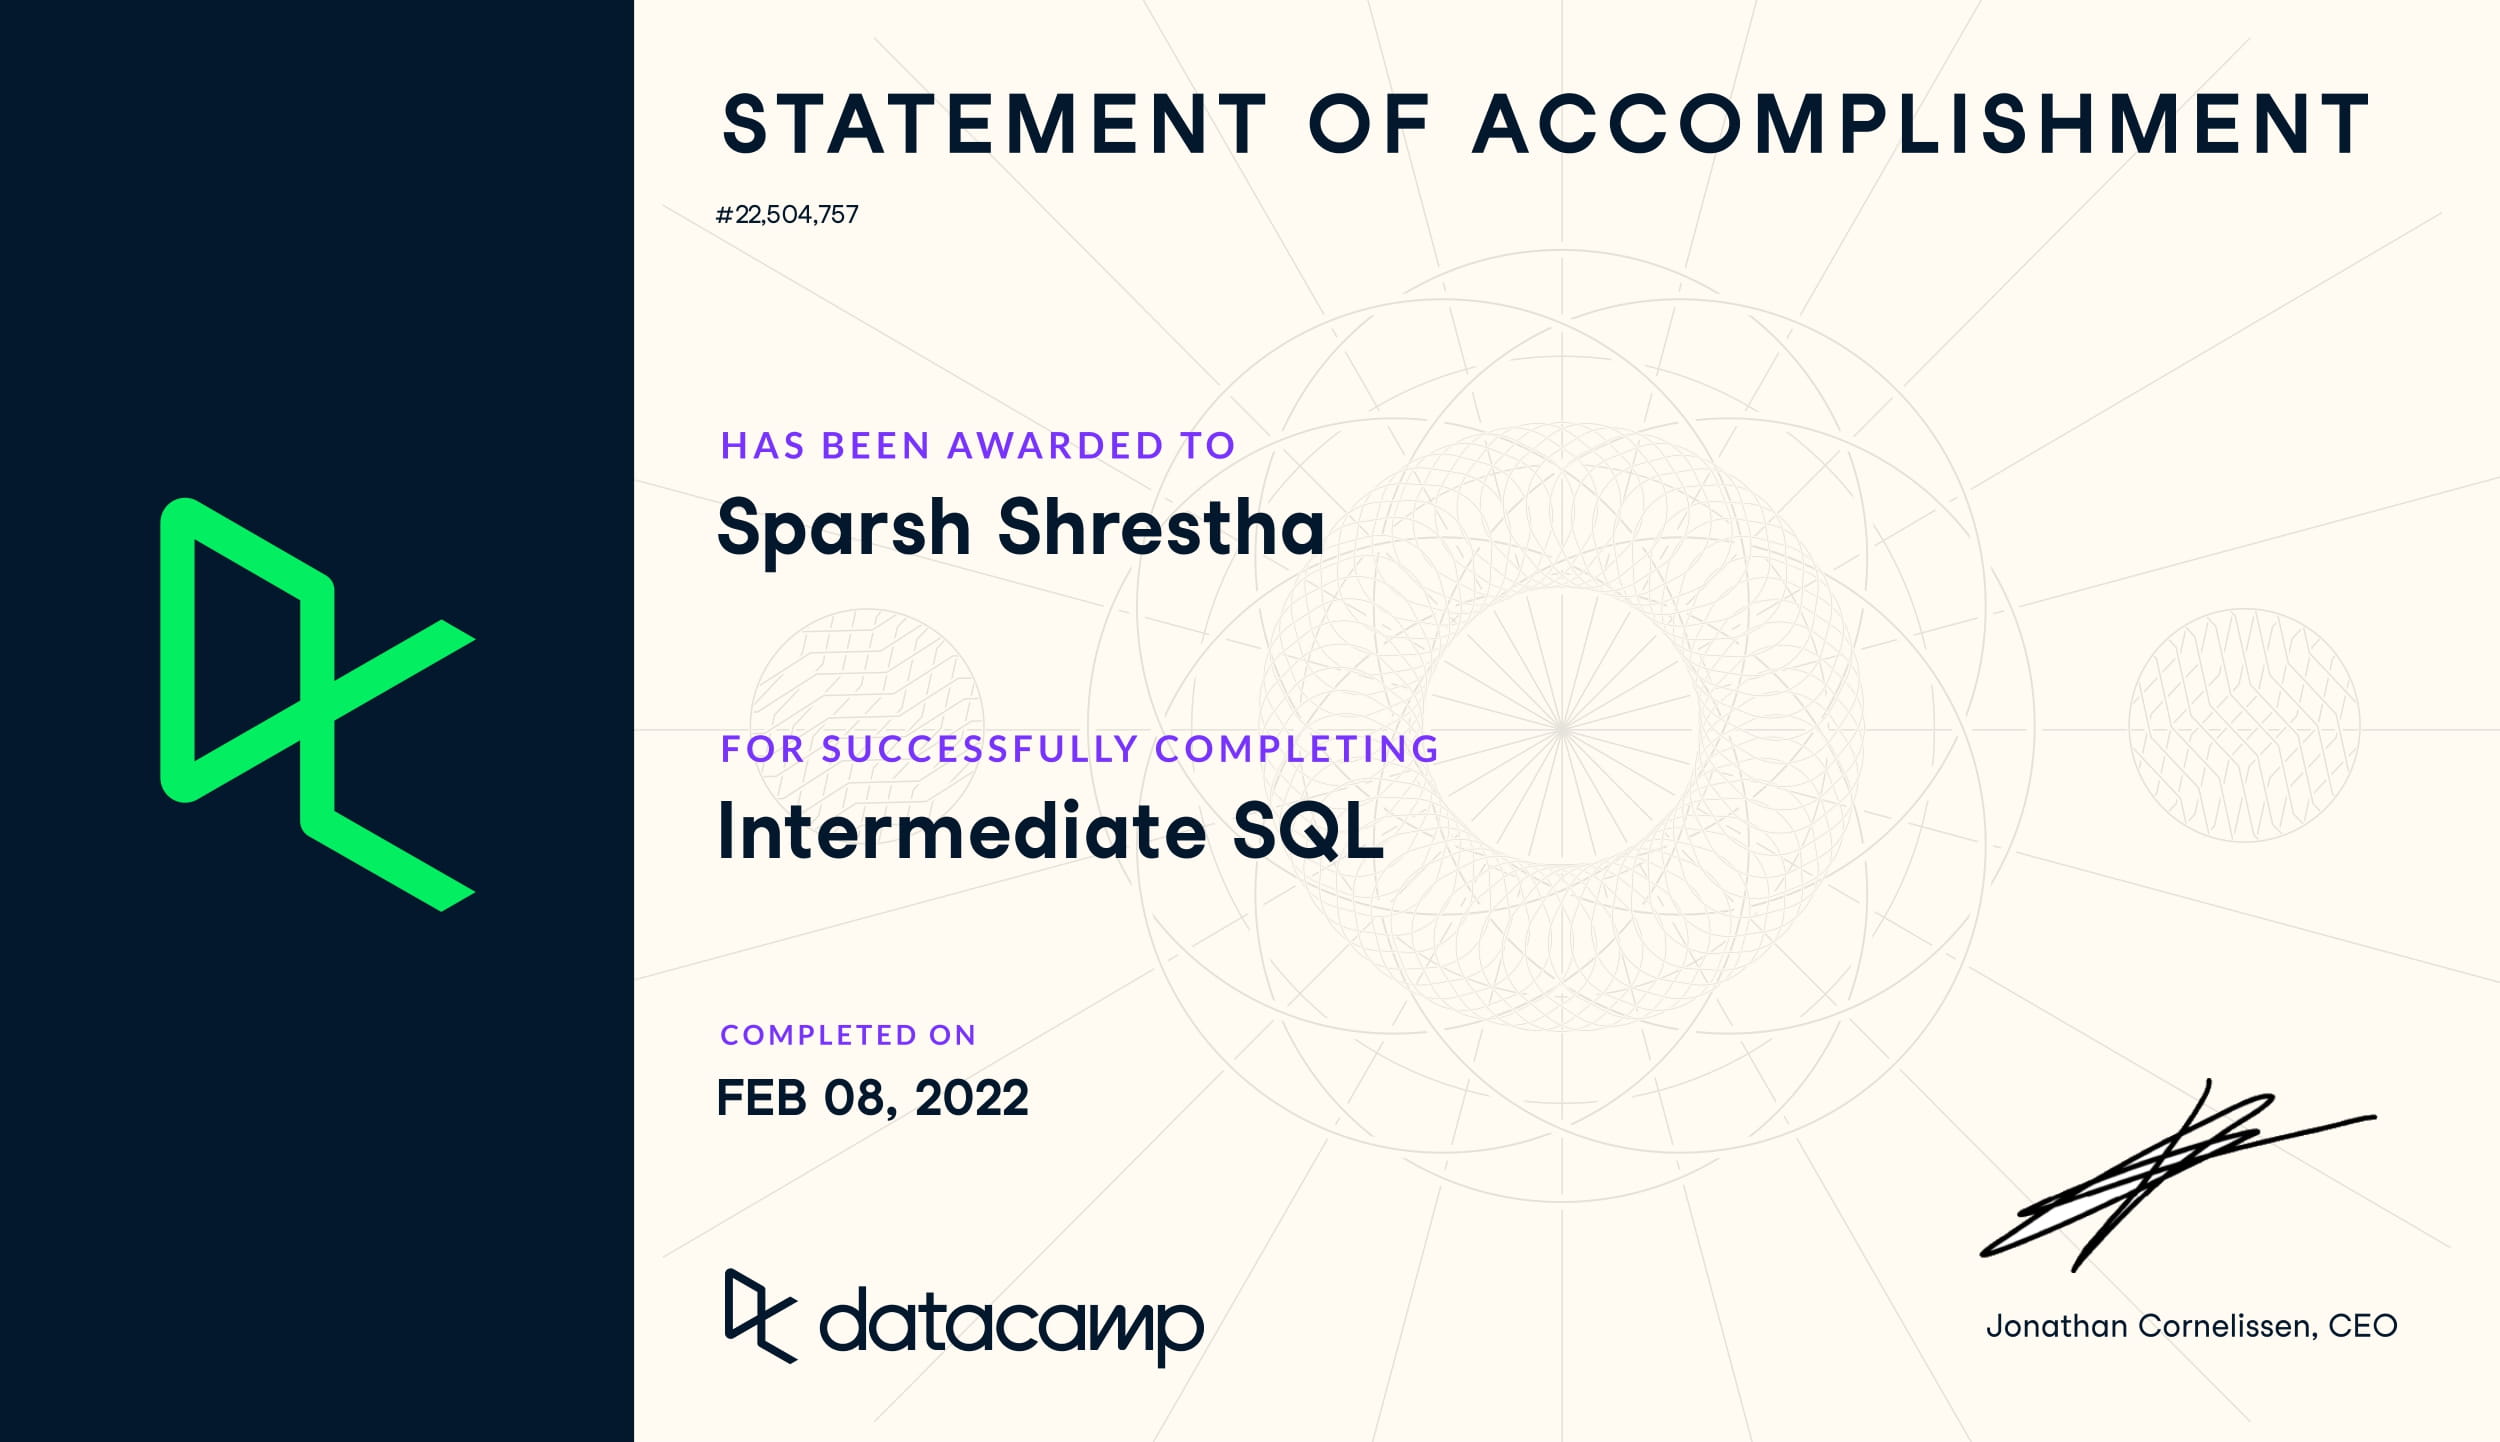 STATEMENT OF ACCOMPLISHMENT
#22,504,757
HAS BEEN AWARDED TO
Sparsh Shrestha
FOR SUCCESSFULLY COMPLETING
Intermediate SQL
COMPLETED ON
FEB 08, 2022
datacamp
Jonathan Cornelissen, CEO